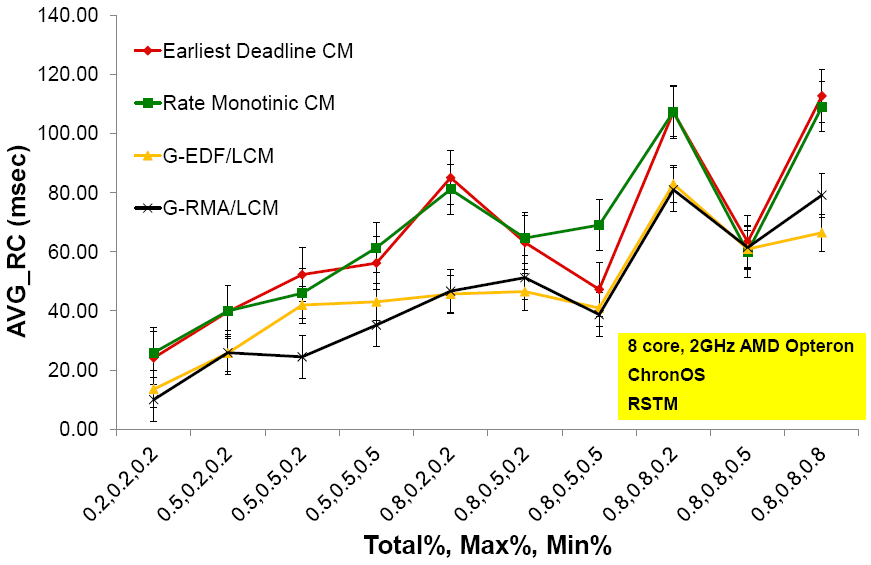 140.00
120.00
100.00
80.00
60.00
40.00
20.00
0.00
AVG_RC (msec)
Earliest Deadline CM
Rate Monotinic CM
G-EDF/LCM
G-RMA/LCM
8 core, 2GHz AMD Opteron
ChronOS
RSTM
0.2,0.2,0.2
0.5,0.2,0.2
0.5,0.5,0.2
0.5,0.5,0.5
0.8,0.2,0.2
0.8,0.5,0.2
0.8,0.5,0.5
0.8,0.8,0.2
0.8,0.8,0.5
0.8,0.8,0.8
Total%, Max%, Min%